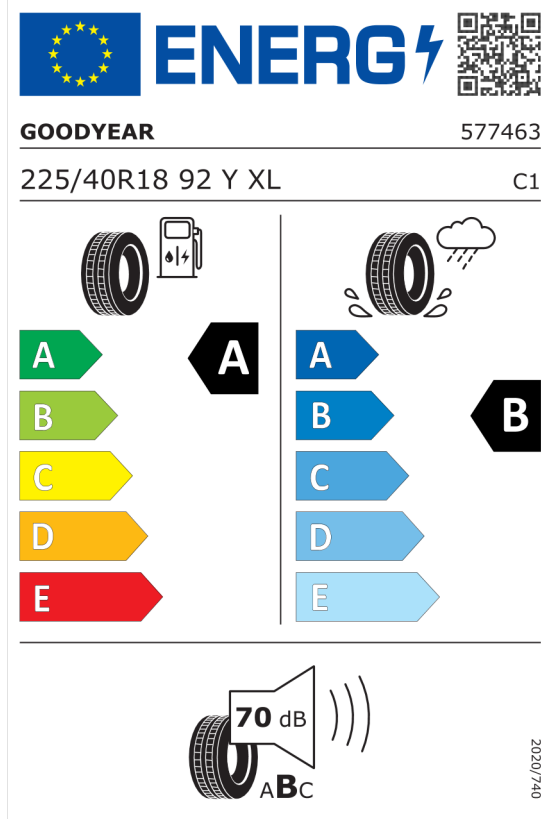 ENERG
GOODYEAR 577463
225/40R18 92 Y XL C1
A A A
B B B
C C
D D
E E
70 dB
ABC
2020/740